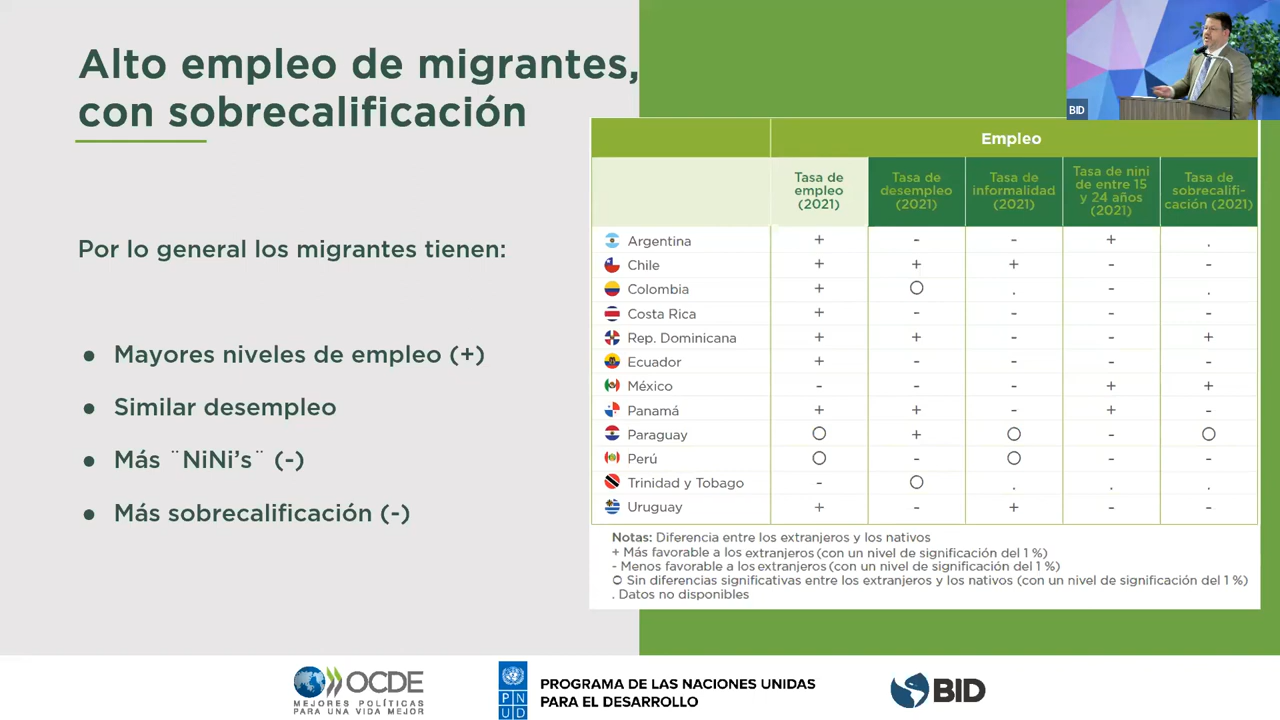 Alto empleo de migrantes,
con sobrecalificación
Por lo general los migrantes tienen:
● Mayores niveles de empleo (+)
● Similar desempleo
● Más ¨NiNi’s¨ (-)
● Más sobrecalificación (-)
BID
Empleo
Tasa de
empleo
(2021)
Tasa de
desempleo
(2021)
Tasa de
informalidad
(2021)
Tasa de nini
de entre 15
y 24 años
(2021)
Tasa de
sobrecalifi-
cación (2021)
Argentina + - - + .
Chile + + + - -
Colombia + O . - .
Costa Rica + - - - -
Rep. Dominicana + + - - +
Ecuador + - - - -
México - - - + +
Panamá + + - + -
Paraguay O + O - O
Perú O - O - -
Trinidad y Tobago - O . . .
Uruguay + - + - -
Notas: Diferencia entre los extranjeros y los nativos
+ Más favorable a los extranjeros (con un nivel de significación del 1 %)
- Menos favorable a los extranjeros (con un nivel de significación del 1 %)
O Sin diferencias significativas entre los extranjeros y los nativos (con un nivel de significación del 1 %)
. Datos no disponibles
OCDE
MEJORES POLÍTICAS
PARA UNA VIDA MEJOR
P N
U D
PROGRAMA DE LAS NACIONES UNIDAS
PARA EL DESARROLLO
BID